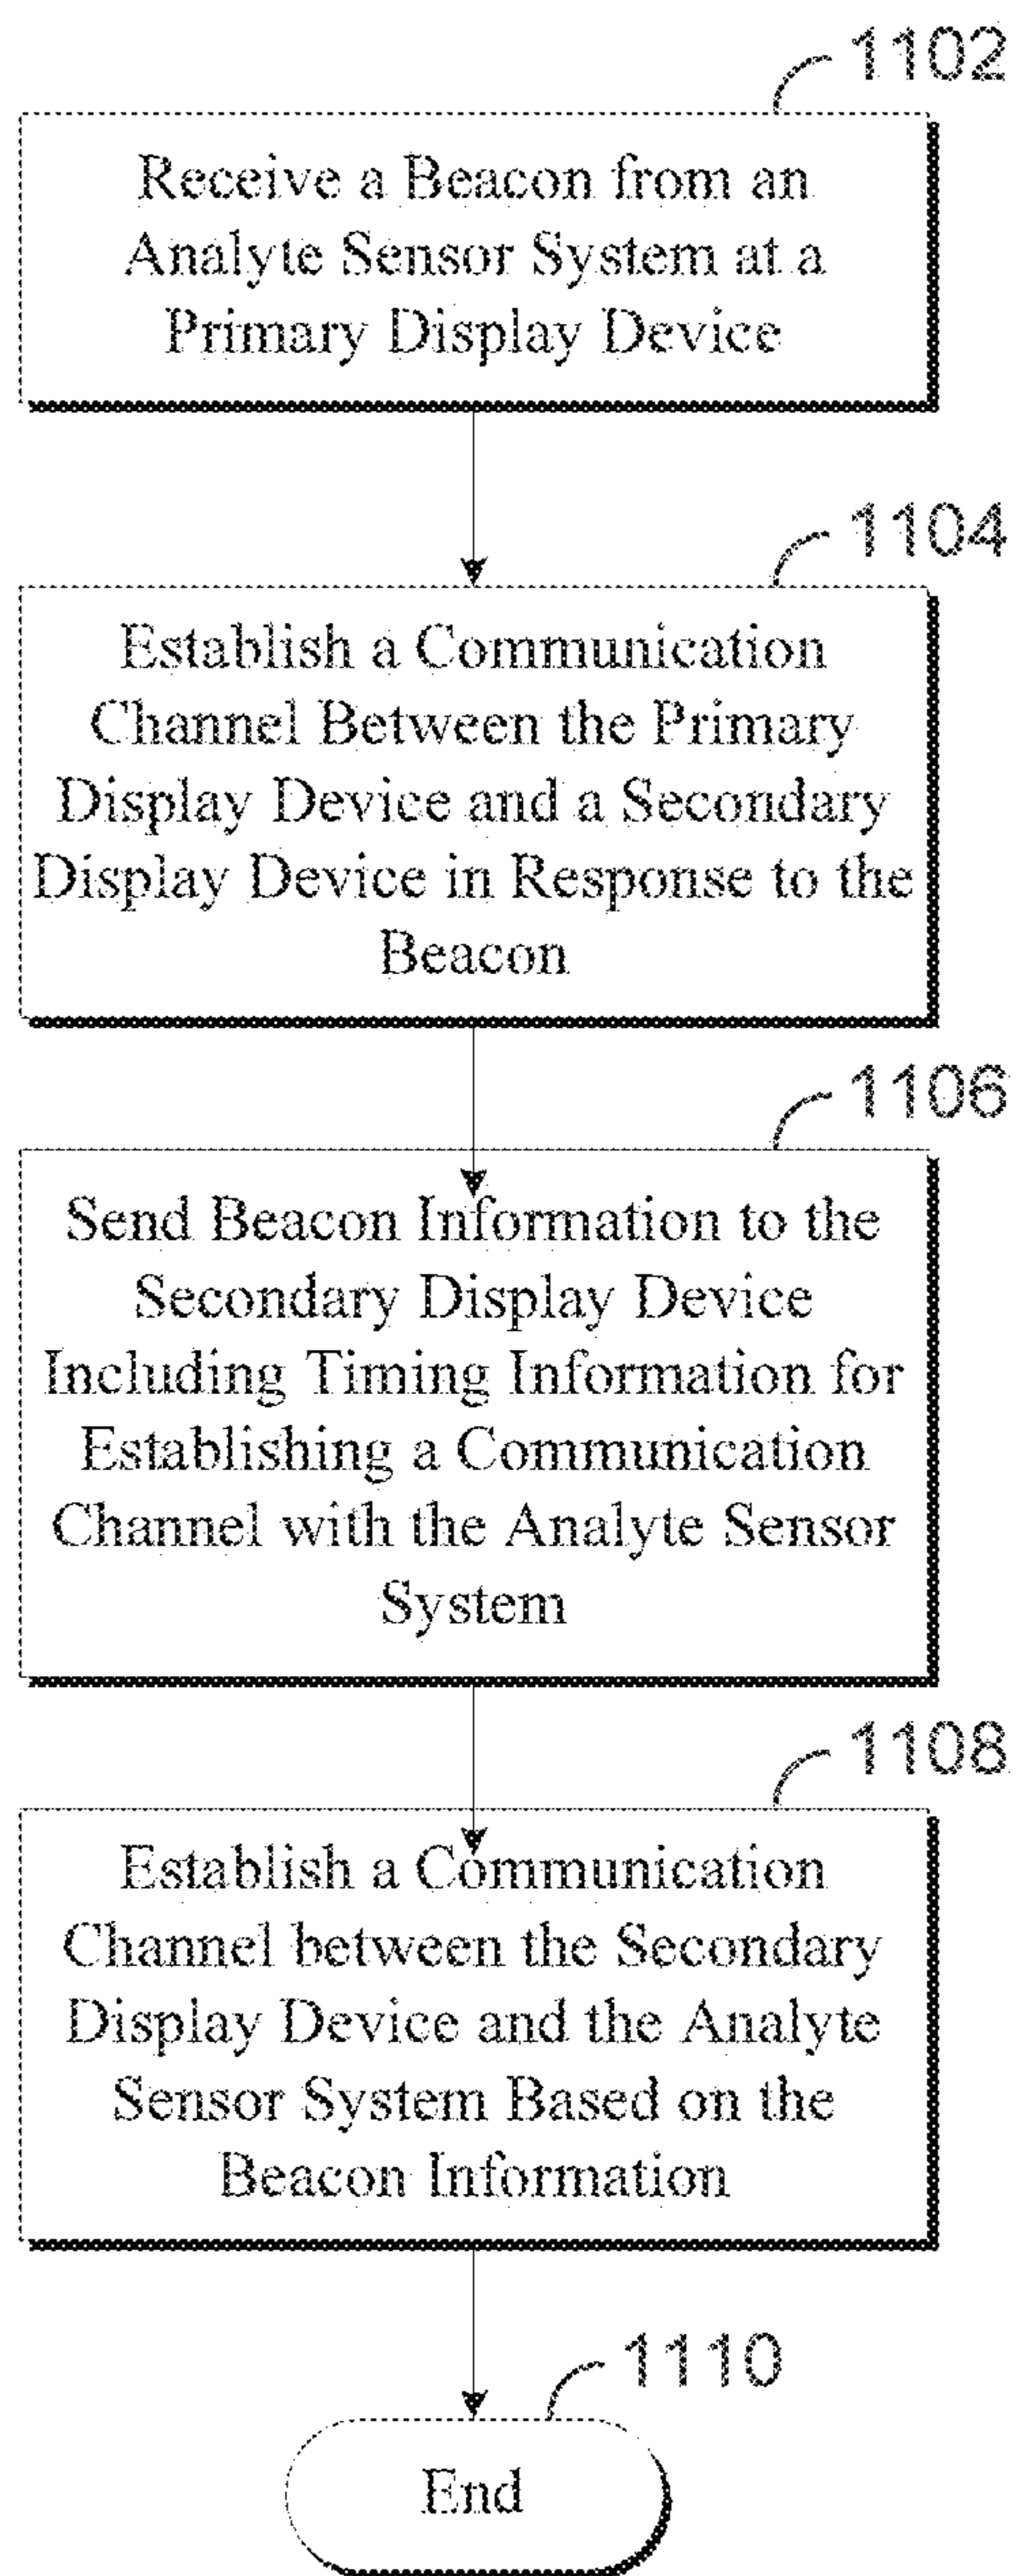 1102
Receive a Beacon from an
Analyte Sensor System at a
Primary Display Device
1104
Establish a Communication
Channel Between the Primary
Display Device and a Secondary
Display Device in Response to the
Beacon
1106
Send Beacon Information to the
Secondary Display Device
Including Timing Information for
Establishing a Communication
Channel with the Analyte Sensor
System
1108
Establish a Communication
Channel between the Secondary
Display Device and the Analyte
Sensor System Based on the
Beacon Information
1110
End